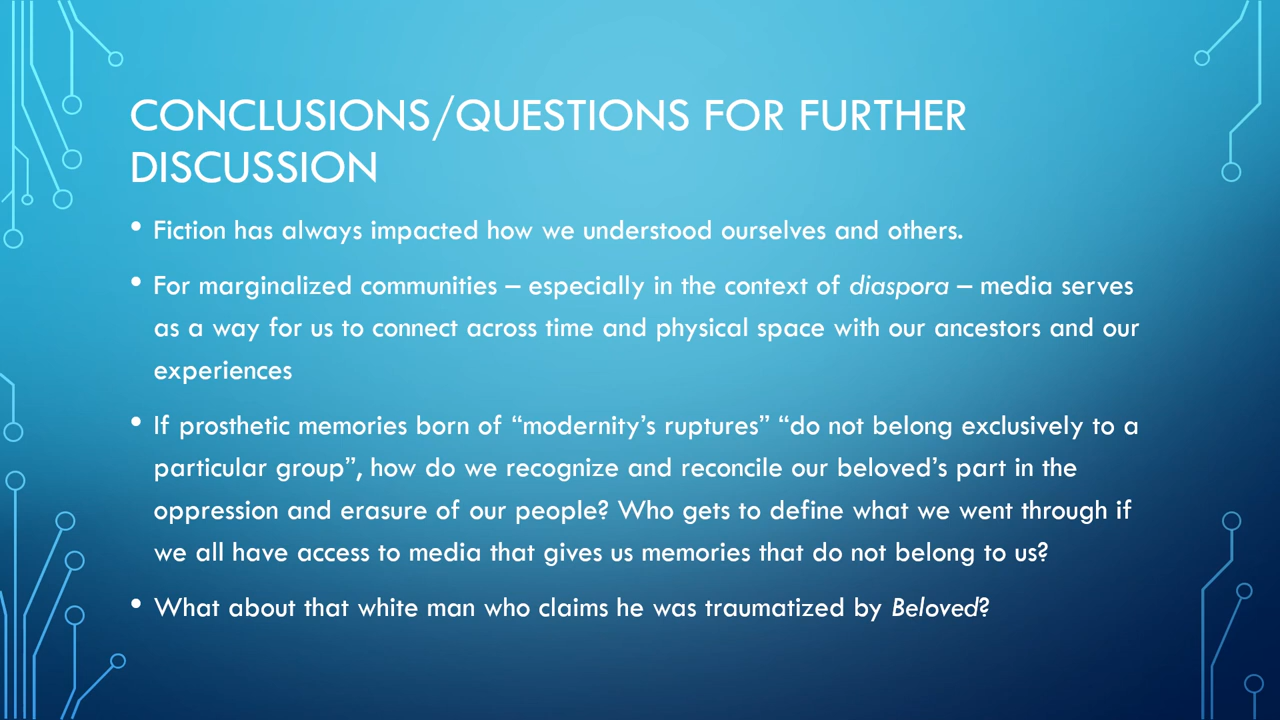 CONCLUSIONS/QUESTIONS FOR FURTHER
DISCUSSION
• Fiction has always impacted how we understood ourselves and others.
• For marginalized communities – especially in the context of diaspora – media serves
as a way for us to connect across time and physical space with our ancestors and our
experiences
• If prosthetic memories born of “modernity’s ruptures” “do not belong exclusively to a
particular group”, how do we recognize and reconcile our beloved’s part in the
oppression and erasure of our people? Who gets to define what we went through if
we all have access to media that gives us memories that do not belong to us?
• What about that white man who claims he was traumatized by Beloved?